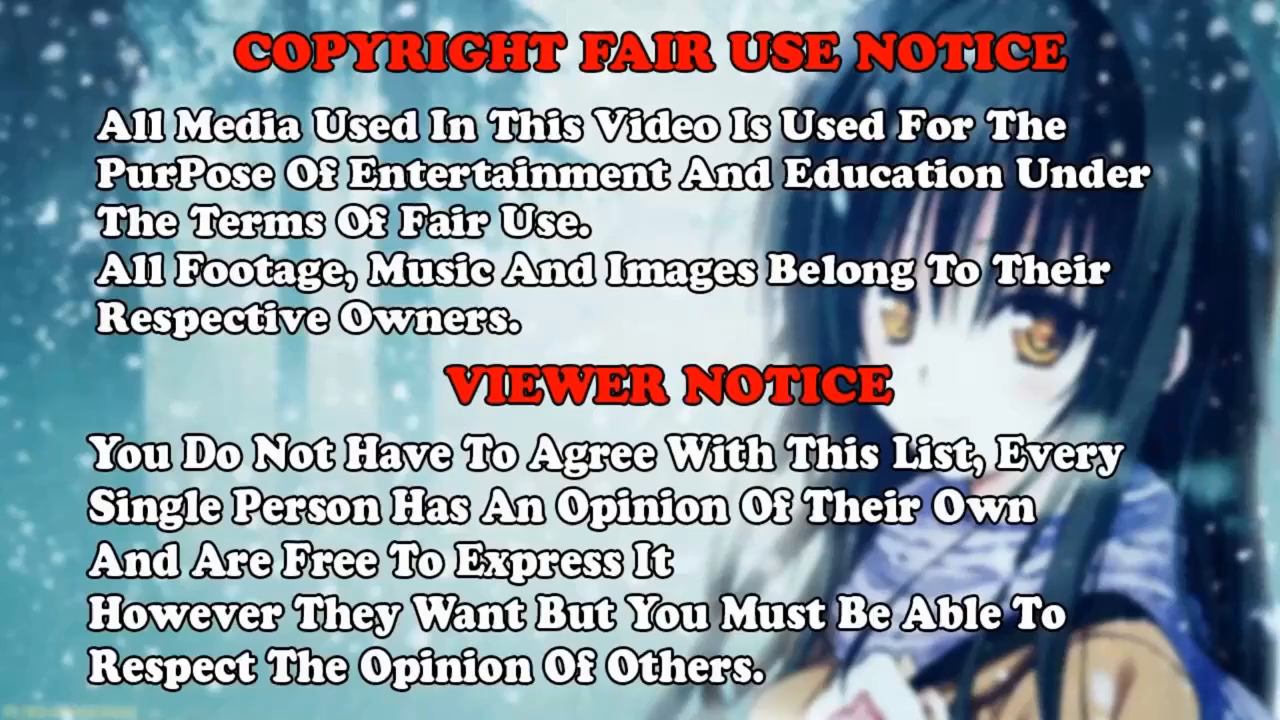 COPYRIGHT FAIR USE NOTICE
All Media Used In This Video Is Used For The
PurPose Of Entertainment And Education Under
The Terms Of Fair Use.
All Footage, Music And Images Belong To Their
Respective Owners.
VIEWER NOTICE
You Do Not Have To Agree With This List, Every
Single Person Has An Opinion Of Their Own
And Are Free To Express It
However They Want But You Must Be Able To
Respect The Opinion Of Others.